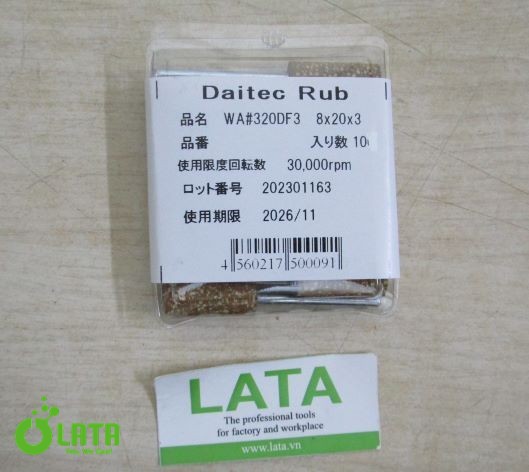 Daitec Rub
品名 WA#320DF3 8x20x3
品番 入り数 10
使用限度回転数 30,000rpm
ロット番号 202301163
使用期限 2026/11
4 560217 500091
LATA
The professional tools
for factory and workplace
www.lata.vn
LATA